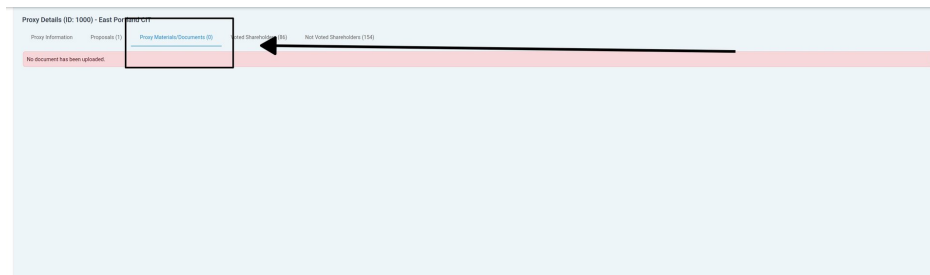 Proxy Details (ID: 1000) - East Portland CIT
Proxy Information Proposals (1) Proxy Materials/Documents (0) Voted Shareholders (86) Not Voted Shareholders (154)
No document has been uploaded.